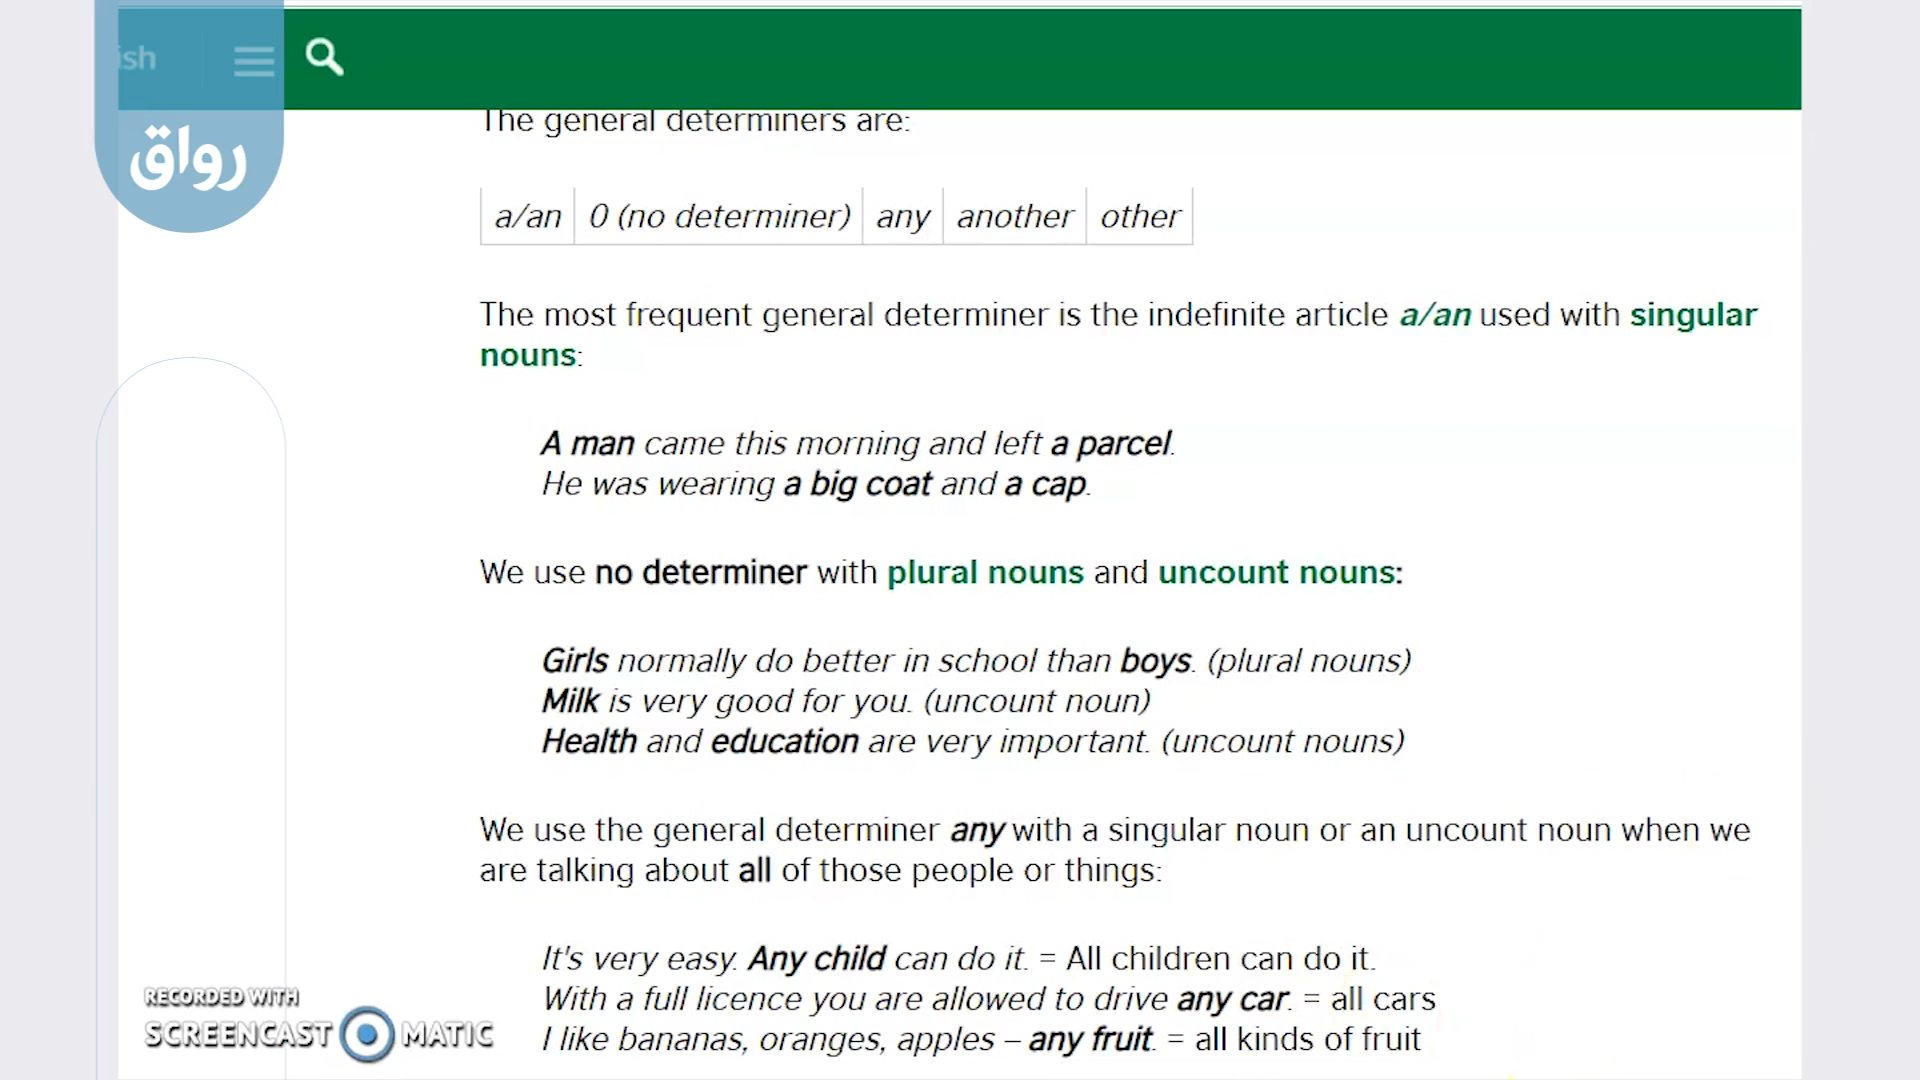 ish
رواق
The general determiners are:
a/an 0 (no determiner) any another other
The most frequent general determiner is the indefinite article a/an used with singular
nouns:
A man came this morning and left a parcel.
He was wearing a big coat and a cap.
We use no determiner with plural nouns and uncount nouns:
Girls normally do better in school than boys. (plural nouns)
Milk is very good for you. (uncount noun)
Health and education are very important. (uncount nouns)
We use the general determiner any with a singular noun or an uncount noun when we
are talking about all of those people or things:
It's very easy. Any child can do it. = All children can do it.
With a full licence you are allowed to drive any car. = all cars
I like bananas, oranges, apples – any fruit. = all kinds of fruit
RECORDED WITH
SCREENCAST MATIC